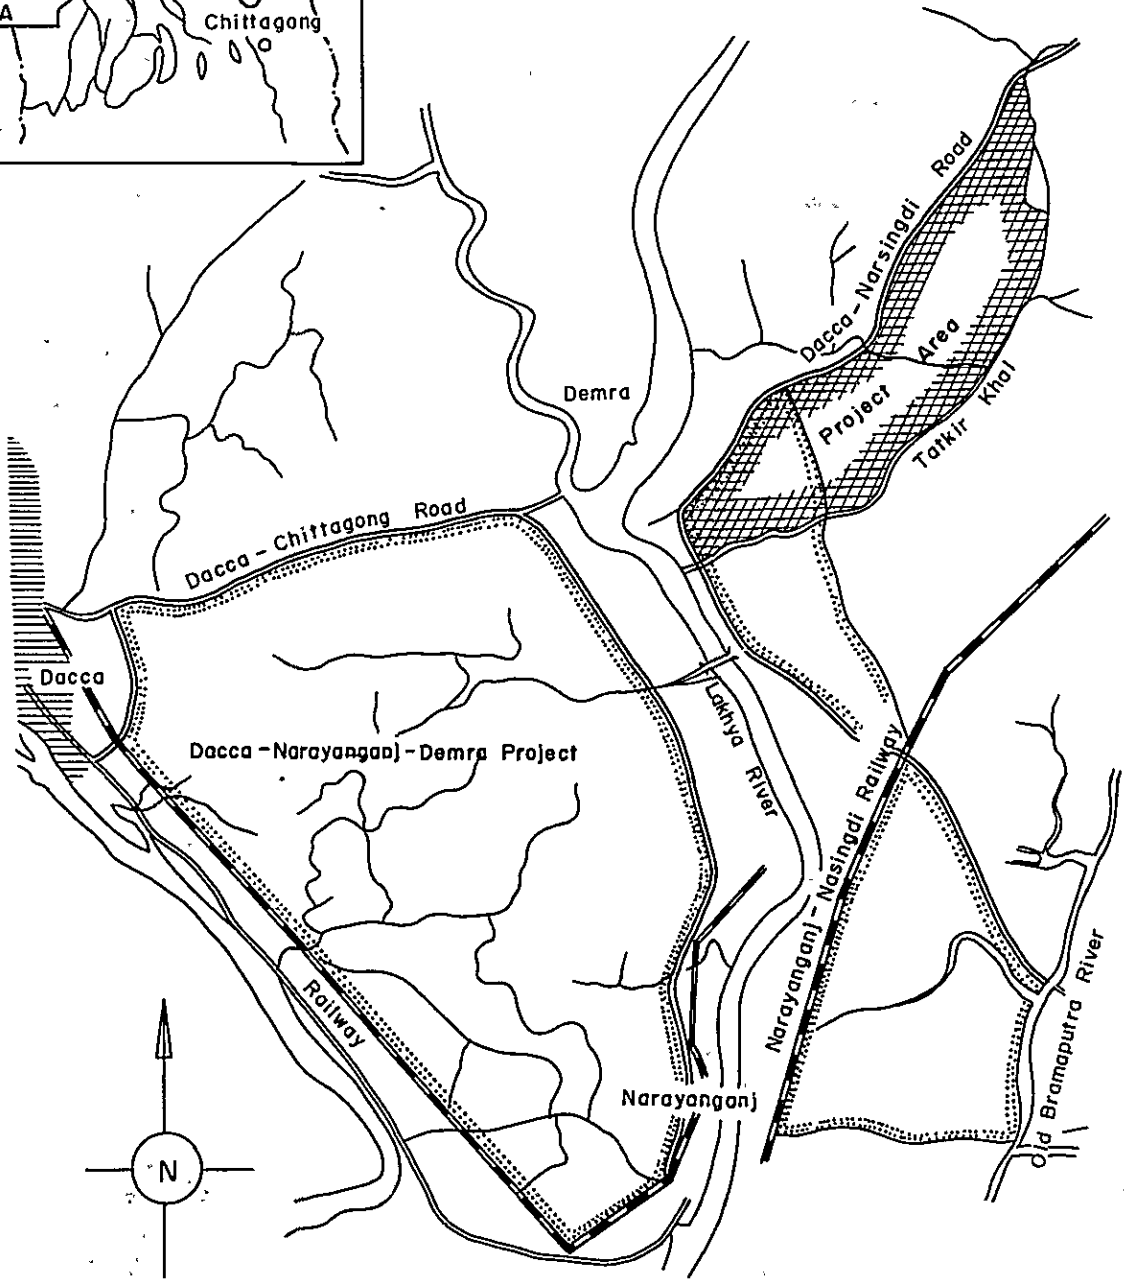 A
Chittagong
Dacca-Narsingdi Road
Demra
Project Area
Tatkir Khal
Dacca-Chittagong Road
Dacca
Lakhya River
Dacca-Narayanganj-Demra Project
Narayanganj-Nasingdi Railway
Railway
Narayanganj
Old Bramaputra River
N